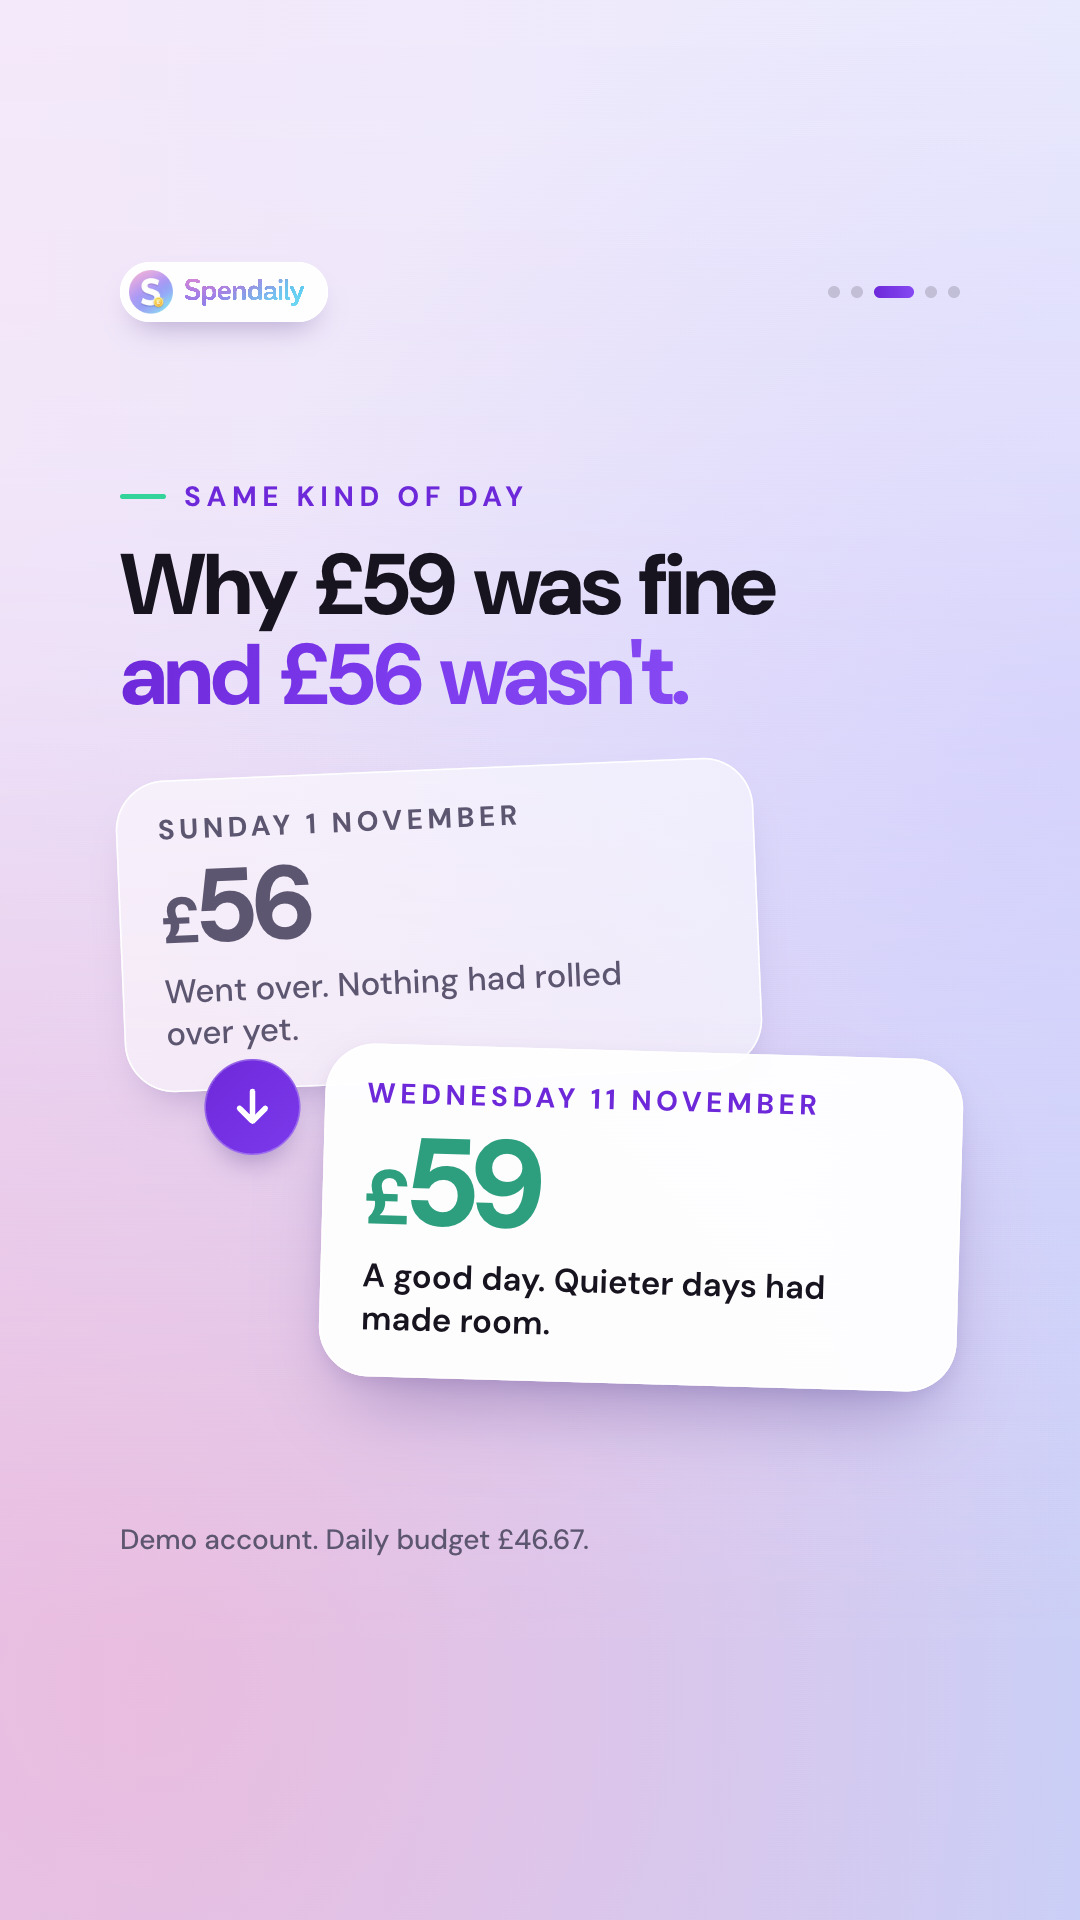 Spendaily
SAME KIND OF DAY
Why £59 was fine
and £56 wasn't.
SUNDAY 1 NOVEMBER
£56
Went over. Nothing had rolled
over yet.
WEDNESDAY 11 NOVEMBER
£59
A good day. Quieter days had
made room.
Demo account. Daily budget £46.67.